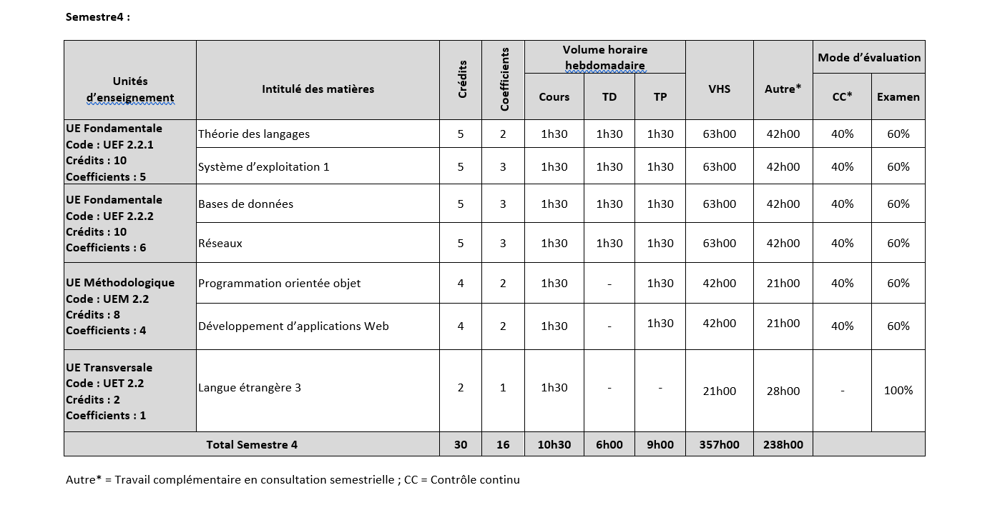 Semestre4 :
Unités d'enseignement | Intitulé des matières | Crédits | Coefficients | Volume horaire hebdomadaire | VHS | Autre* | Mode d'évaluation
Cours | TD | TP | CC* | Examen
UE Fondamentale
Code : UEF 2.2.1
Crédits : 10
Coefficients : 5
Théorie des langages | 5 | 2 | 1h30 | 1h30 | 1h30 | 63h00 | 42h00 | 40% | 60%
Système d'exploitation 1 | 5 | 3 | 1h30 | 1h30 | 1h30 | 63h00 | 42h00 | 40% | 60%
UE Fondamentale
Code : UEF 2.2.2
Crédits : 10
Coefficients : 6
Bases de données | 5 | 3 | 1h30 | 1h30 | 1h30 | 63h00 | 42h00 | 40% | 60%
Réseaux | 5 | 3 | 1h30 | 1h30 | 1h30 | 63h00 | 42h00 | 40% | 60%
UE Méthodologique
Code : UEM 2.2
Crédits : 8
Coefficients : 4
Programmation orientée objet | 4 | 2 | 1h30 | - | 1h30 | 42h00 | 21h00 | 40% | 60%
Développement d'applications Web | 4 | 2 | 1h30 | - | 1h30 | 42h00 | 21h00 | 40% | 60%
UE Transversale
Code : UET 2.2
Crédits : 2
Coefficients : 1
Langue étrangère 3 | 2 | 1 | 1h30 | - | - | 21h00 | 28h00 | - | 100%
Total Semestre 4 | 30 | 16 | 10h30 | 6h00 | 9h00 | 357h00 | 238h00
Autre* = Travail complémentaire en consultation semestrielle ; CC = Contrôle continu